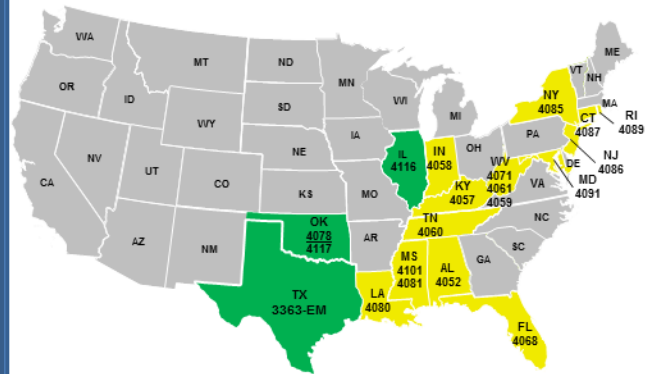 WA
MT
ND
MN
WI
MI
ME
VT
NH
MA
OR
ID
SD
WY
NY
4085
CT
4087
RI
4089
NV
UT
CO
NE
IA
IL
4116
IN
4058
OH
PA
NJ
4086
DE
MD
4091
WV
4071
4061
4059
VA
CA
KS
MO
KY
4057
AZ
NM
OK
4078
4117
AR
TN
4060
NC
SC
TX
3363-EM
LA
4080
MS
4101
4081
AL
4052
GA
FL
4068